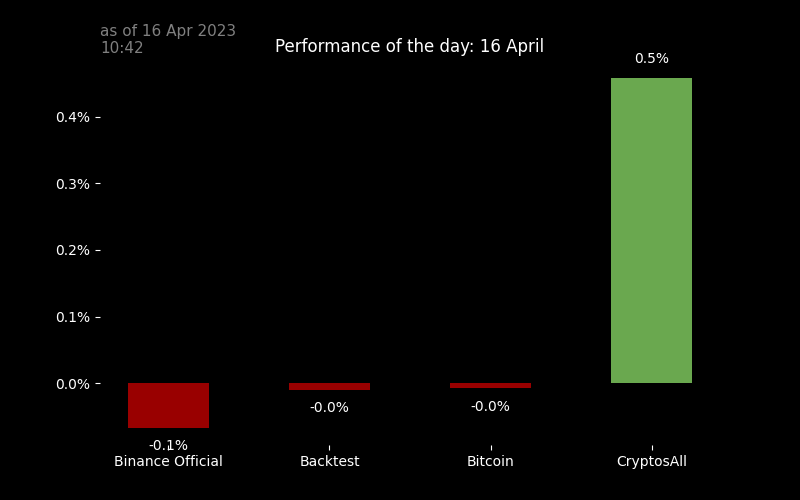 as of 16 Apr 2023
10:42
Performance of the day: 16 April
0.5%
0.4%
0.3%
0.2%
0.1%
0.0%
-0.0%
-0.0%
-0.1%
Binance Official
Backtest
Bitcoin
CryptosAll